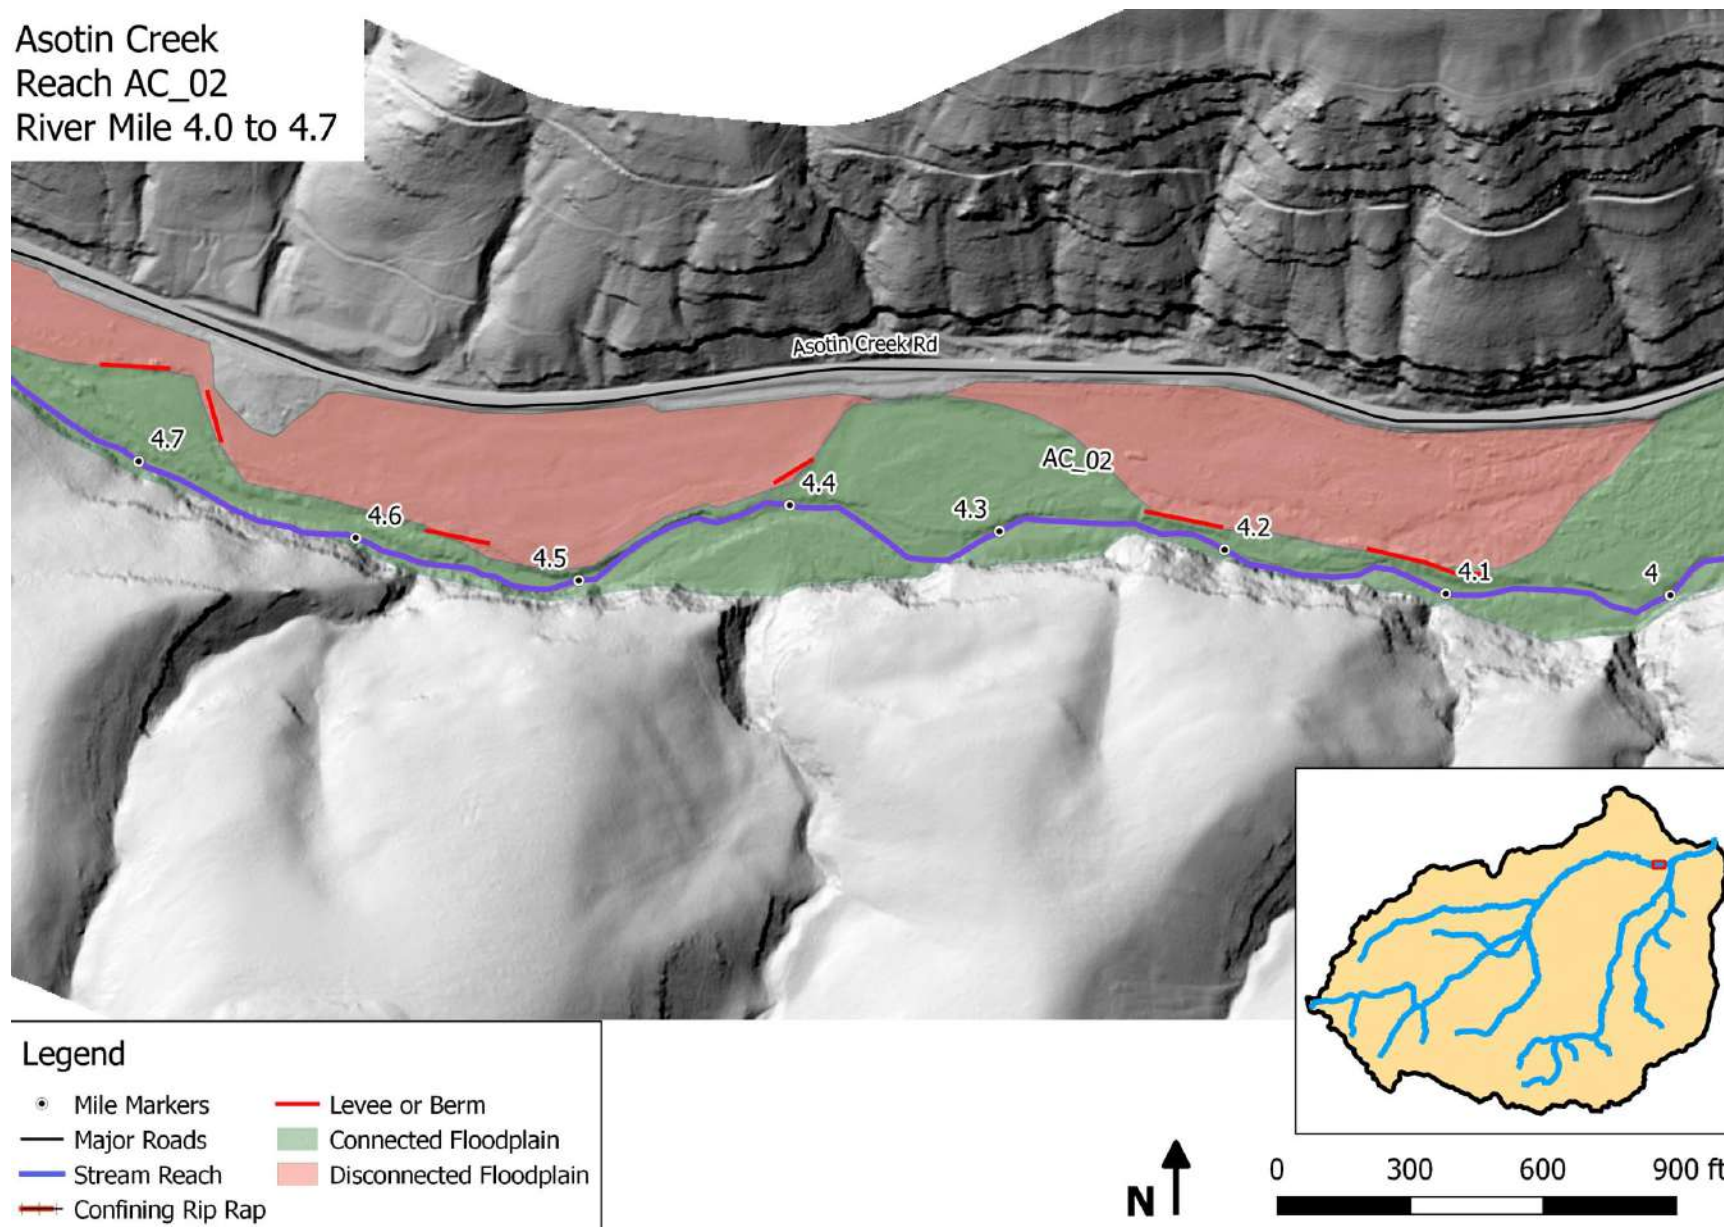 Asotin Creek
Reach AC_02
River Mile 4.0 to 4.7
Asotin Creek Rd
4.7
4.6
4.5
4.4
4.3
AC_02
4.2
4.1
4
Legend
Mile Markers
Major Roads
Stream Reach
Confining Rip Rap
Levee or Berm
Connected Floodplain
Disconnected Floodplain
N
0 300 600 900 ft